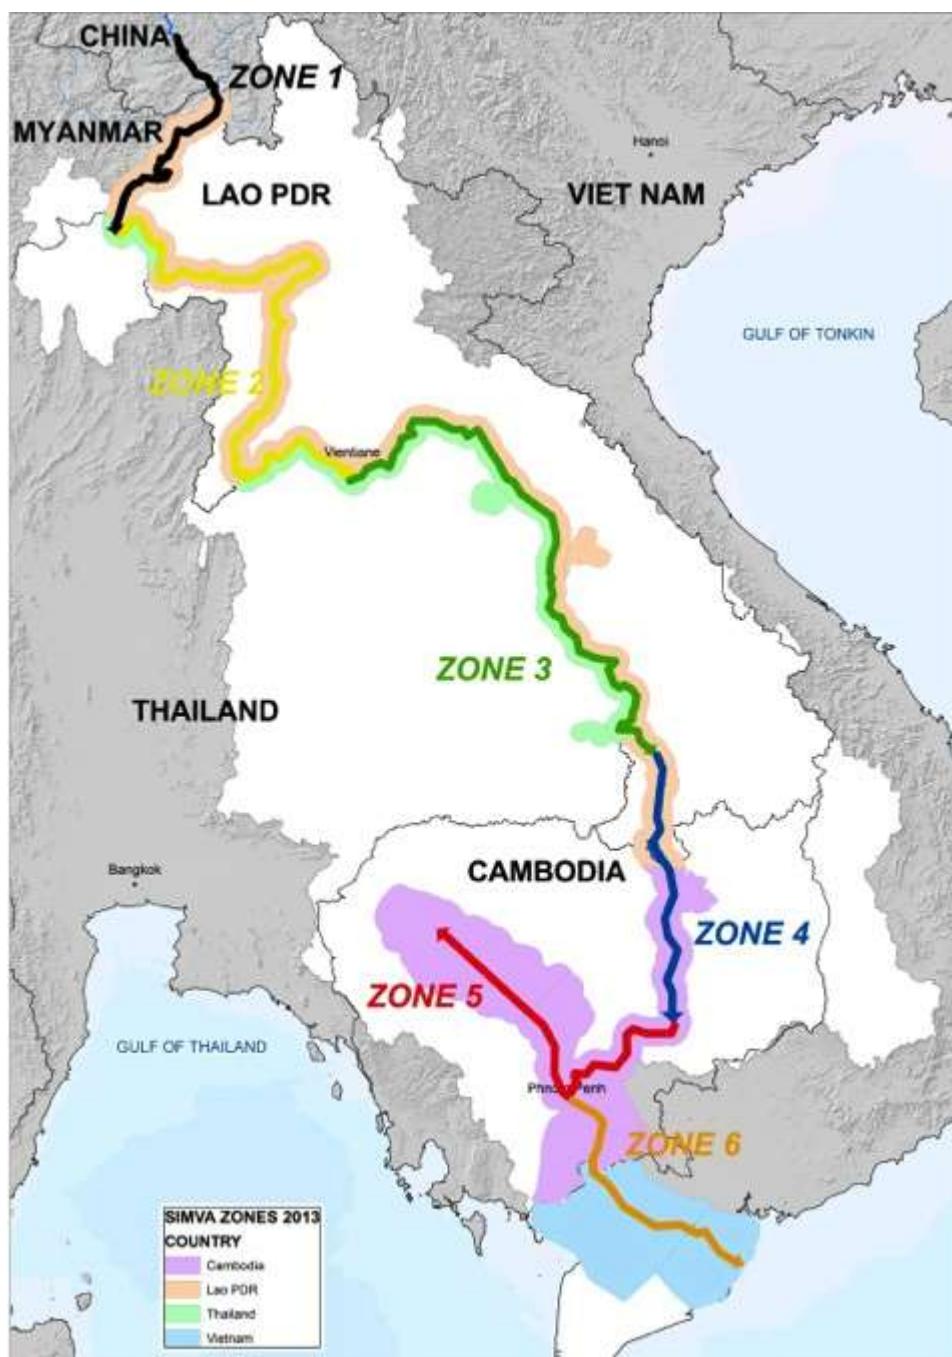 CHINA
ZONE 1
MYANMAR
Hanoi
LAO PDR
VIET NAM
GULF OF TONKIN
ZONE 2
Vientiane
ZONE 3
THAILAND
Bangkok
CAMBODIA
ZONE 4
ZONE 5
GULF OF THAILAND
Phnom Penh
ZONE 6
SIMVA ZONES 2013
COUNTRY
Cambodia
Lao PDR
Thailand
Vietnam